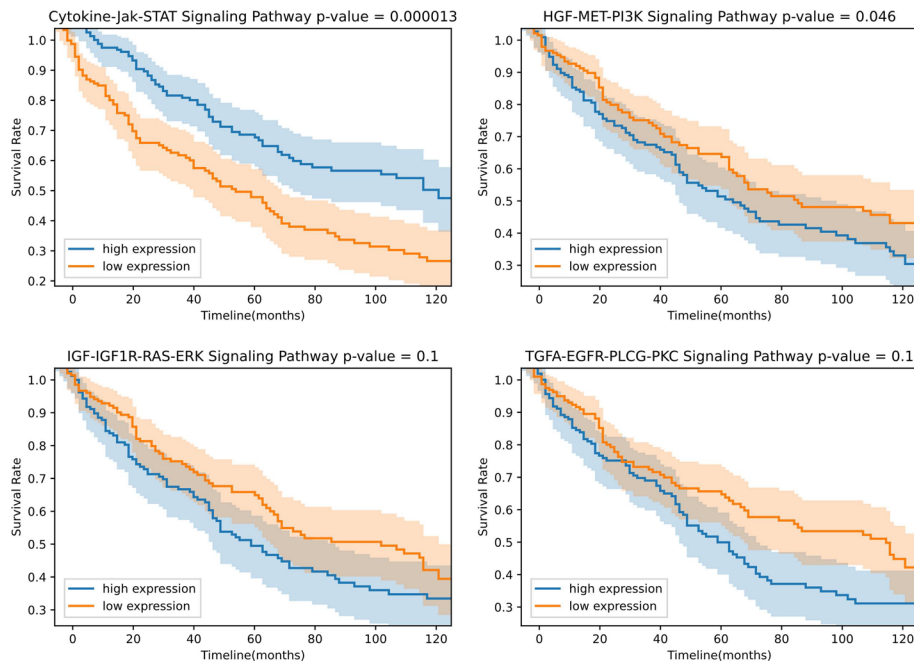 Cytokine-Jak-STAT Signaling Pathway p-value = 0.000013
1.0
0.9
0.8
0.7
0.6
0.5
0.4
0.3
0.2
Survival Rate
high expression
low expression
0 20 40 60 80 100 120
Timeline(months)
HGF-MET-PI3K Signaling Pathway p-value = 0.046
1.0
0.9
0.8
0.7
0.6
0.5
0.4
0.3
Survival Rate
high expression
low expression
0 20 40 60 80 100 120
Timeline(months)
IGF-IGF1R-RAS-ERK Signaling Pathway p-value = 0.1
1.0
0.9
0.8
0.7
0.6
0.5
0.4
0.3
Survival Rate
high expression
low expression
0 20 40 60 80 100 120
Timeline(months)
TGFA-EGFR-PLCG-PKC Signaling Pathway p-value = 0.1
1.0
0.9
0.8
0.7
0.6
0.5
0.4
0.3
Survival Rate
high expression
low expression
0 20 40 60 80 100 120
Timeline(months)